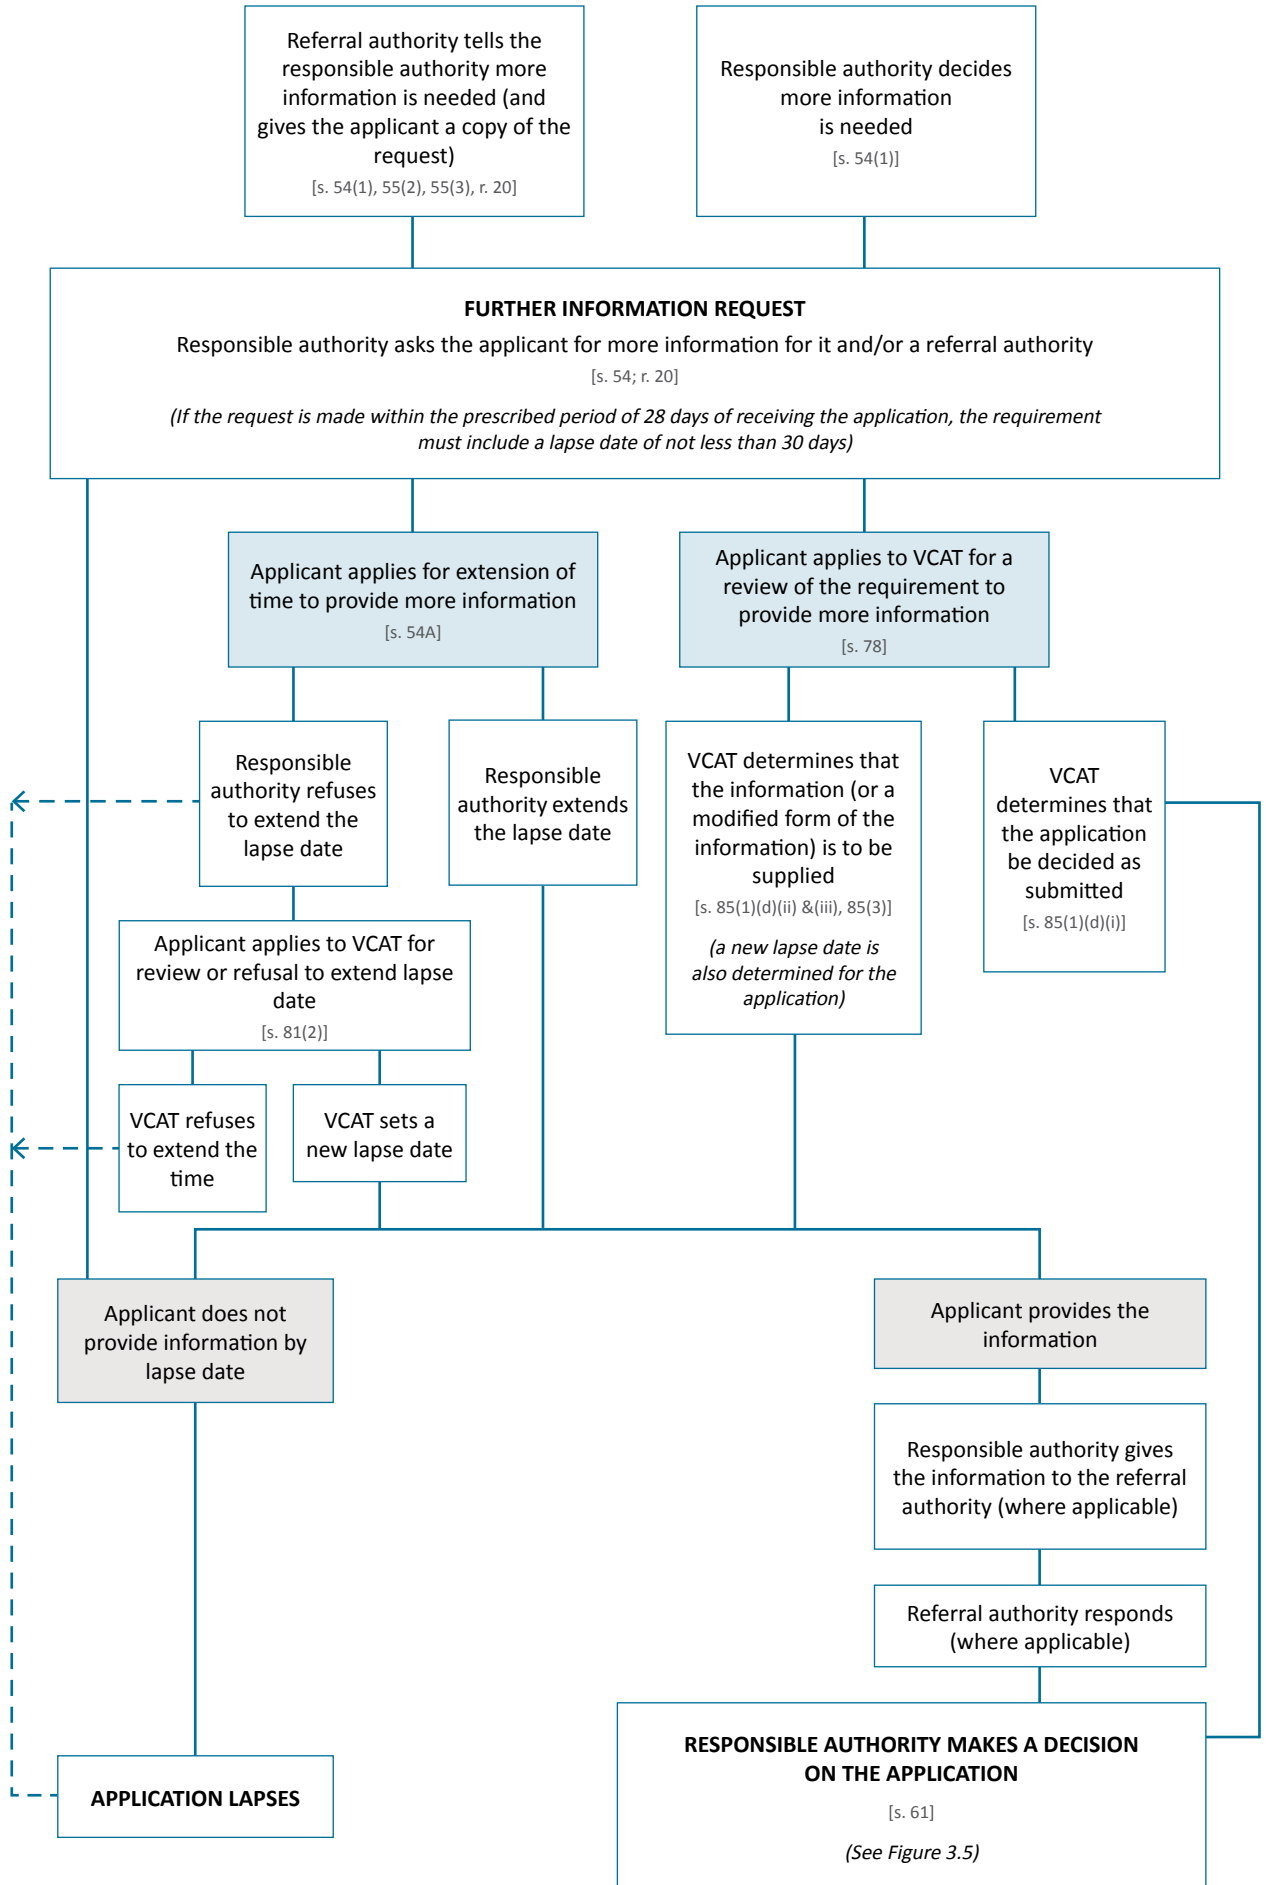 Referral authority tells the
responsible authority more
information is needed (and
gives the applicant a copy of the
request)
[s. 54(1), 55(2), 55(3), r. 20]
Responsible authority decides
more information
is needed
[s. 54(1)]
FURTHER INFORMATION REQUEST
Responsible authority asks the applicant for more information for it and/or a referral authority
[s. 54; r. 20]
(If the request is made within the prescribed period of 28 days of receiving the application, the requirement
must include a lapse date of not less than 30 days)
Applicant applies for extension of
time to provide more information
[s. 54A]
Applicant applies to VCAT for a
review of the requirement to
provide more information
[s. 78]
Responsible
authority refuses
to extend the
lapse date
Responsible
authority extends
the lapse date
VCAT determines that
the information (or a
modified form of the
information) is to be
supplied
[s. 85(1)(d)(ii) &(iii), 85(3)]
(a new lapse date is
also determined for the
application)
VCAT
determines that
the application
be decided as
submitted
[s. 85(1)(d)(i)]
Applicant applies to VCAT for
review or refusal to extend lapse
date
[s. 81(2)]
VCAT refuses
to extend the
time
VCAT sets a
new lapse date
Applicant does not
provide information by
lapse date
Applicant provides the
information
Responsible authority gives
the information to the referral
authority (where applicable)
Referral authority responds
(where applicable)
APPLICATION LAPSES
RESPONSIBLE AUTHORITY MAKES A DECISION
ON THE APPLICATION
[s. 61]
(See Figure 3.5)